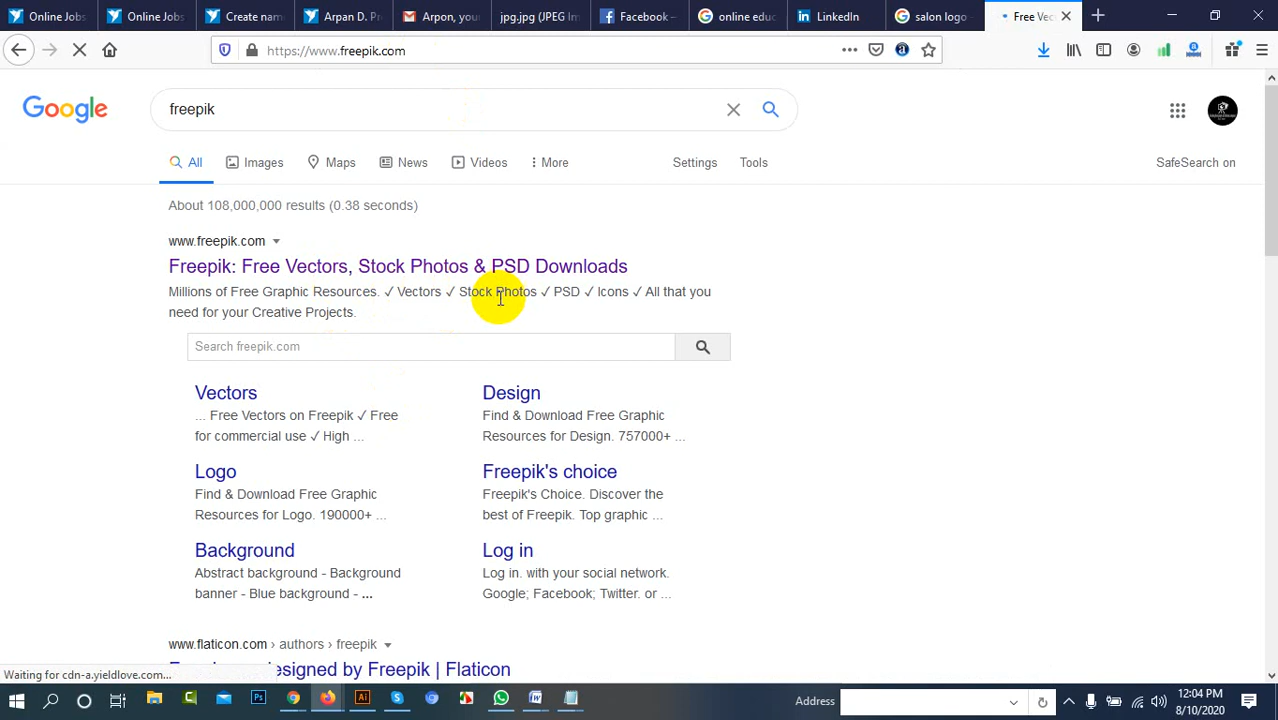 Online Jobs
Online Jobs
Create nam
Arpan D. Pr
Arpon, you
jpg.jpg (JPEG Im
Facebook –
online educ
LinkedIn
salon logo -
Free Vec
https://www.freepik.com
Google
freepik
All
Images
Maps
News
Videos
More
Settings
Tools
SafeSearch on
About 108,000,000 results (0.38 seconds)
www.freepik.com
Freepik: Free Vectors, Stock Photos & PSD Downloads
Millions of Free Graphic Resources. ✓ Vectors ✓ Stock Photos ✓ PSD ✓ Icons ✓ All that you
need for your Creative Projects.
Search freepik.com
Vectors
... Free Vectors on Freepik ✓ Free
for commercial use ✓ High ...
Design
Find & Download Free Graphic
Resources for Design. 757000+ ...
Logo
Find & Download Free Graphic
Resources for Logo. 190000+ ...
Freepik's choice
Freepik's Choice. Discover the
best of Freepik. Top graphic ...
Background
Abstract background - Background
banner - Blue background - ...
Log in
Log in. with your social network.
Google; Facebook; Twitter. or ...
www.flaticon.com › authors › freepik
designed by Freepik | Flaticon
Waiting for cdn-a.yieldlove.com...
Address
12:04 PM
8/10/2020